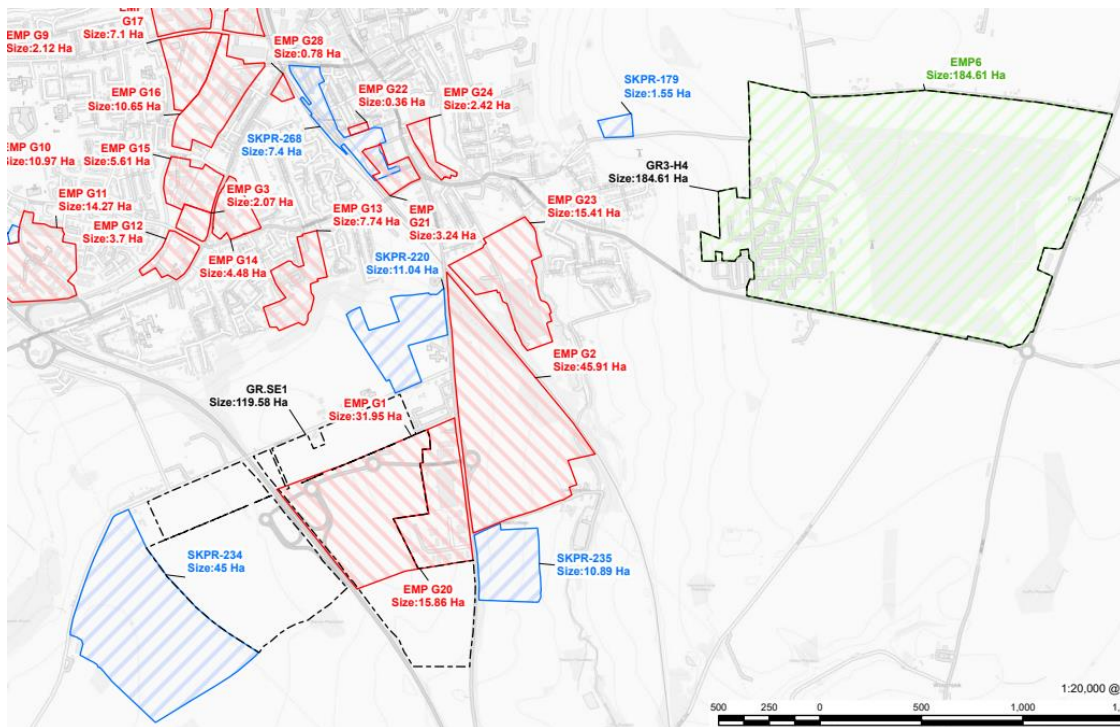 EMP
G17
Size:7.1 Ha
EMP G9
Size:2.12 Ha
EMP G28
Size:0.78 Ha
EMP G22
Size:0.36 Ha
EMP G24
Size:2.42 Ha
SKPR-179
Size:1.55 Ha
EMP6
Size:184.61 Ha
EMP G16
Size:10.65 Ha
SKPR-268
Size:7.4 Ha
EMP G10
Size:10.97 Ha
EMP G15
Size:5.61 Ha
GR3-H4
Size:184.61 Ha
EMP G11
Size:14.27 Ha
EMP G3
Size:2.07 Ha
EMP G13
Size:7.74 Ha
EMP
G21
Size:3.24 Ha
EMP G23
Size:15.41 Ha
EMP G12
Size:3.7 Ha
EMP G14
Size:4.48 Ha
SKPR-220
Size:11.04 Ha
EMP G2
Size:45.91 Ha
GR.SE1
Size:119.58 Ha
EMP G1
Size:31.95 Ha
SKPR-234
Size:45 Ha
SKPR-235
Size:10.89 Ha
EMP G20
Size:15.86 Ha
1:20,000 @
500 250 0 500 1,000